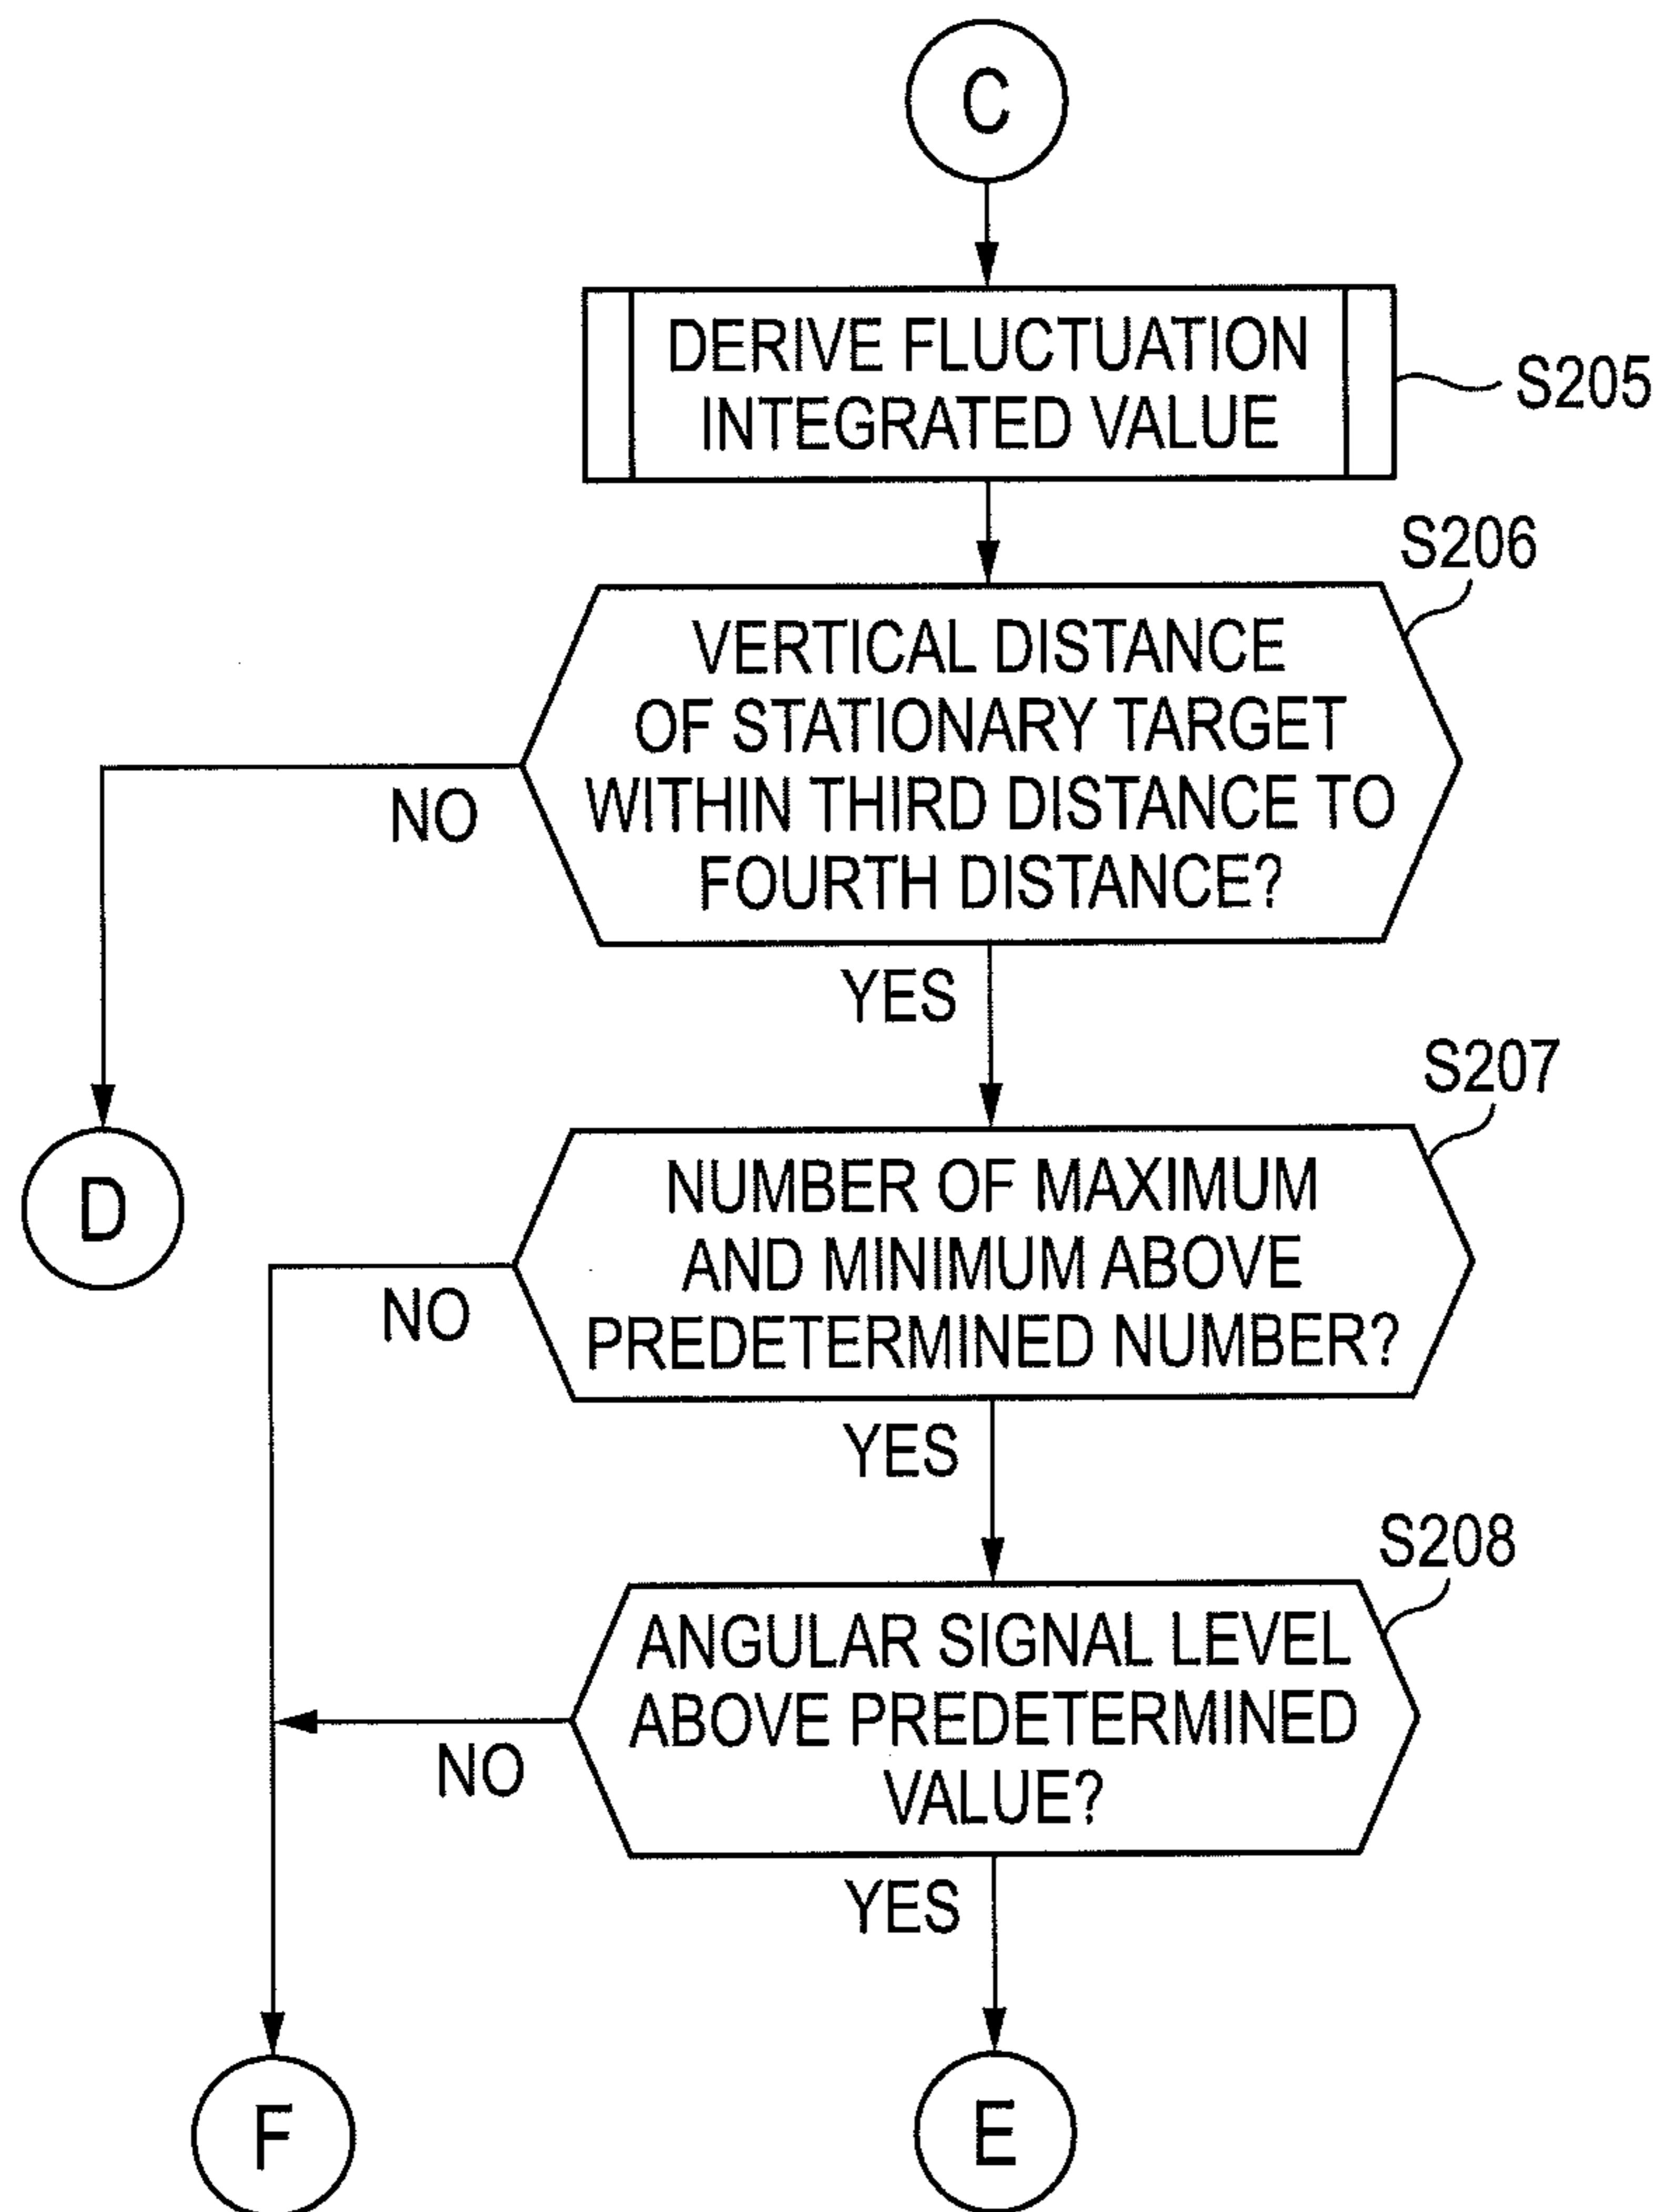 C
DERIVE FLUCTUATION
INTEGRATED VALUE
S205
S206
VERTICAL DISTANCE
OF STATIONARY TARGET
WITHIN THIRD DISTANCE TO
FOURTH DISTANCE?
NO
YES
D
S207
NUMBER OF MAXIMUM
AND MINIMUM ABOVE
PREDETERMINED NUMBER?
NO
YES
S208
ANGULAR SIGNAL LEVEL
ABOVE PREDETERMINED
VALUE?
NO
YES
F
E